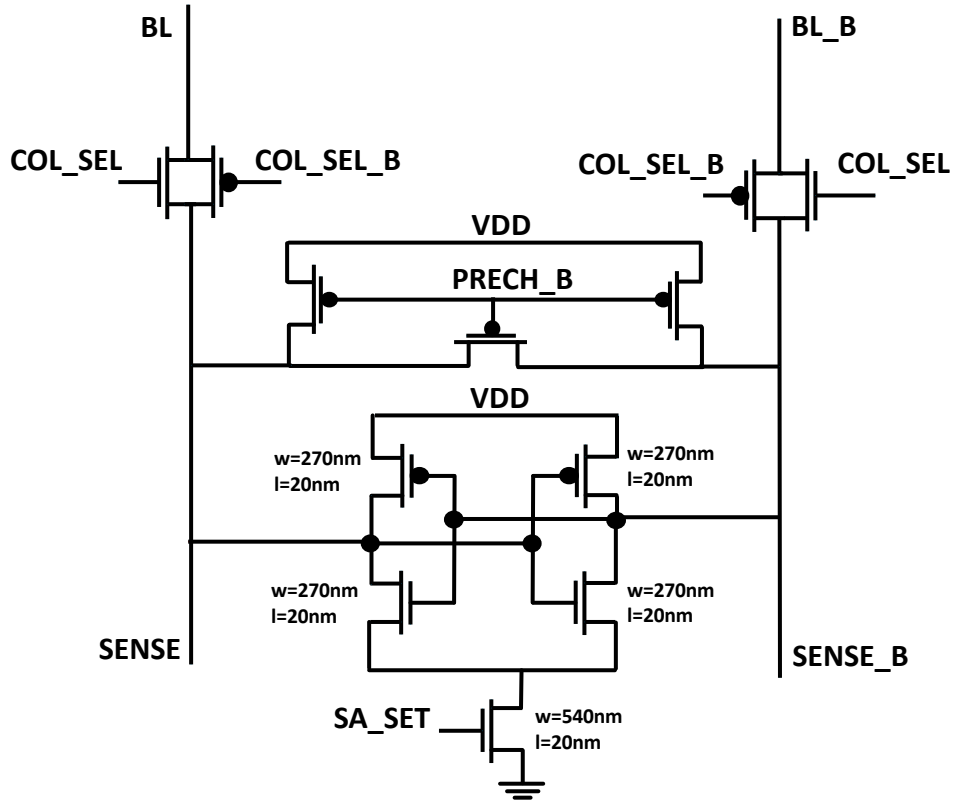 BL
BL_B
COL_SEL
COL_SEL_B
COL_SEL_B
COL_SEL
VDD
PRECH_B
VDD
w=270nm
l=20nm
w=270nm
l=20nm
w=270nm
l=20nm
w=270nm
l=20nm
SENSE
SENSE_B
SA_SET
w=540nm
l=20nm